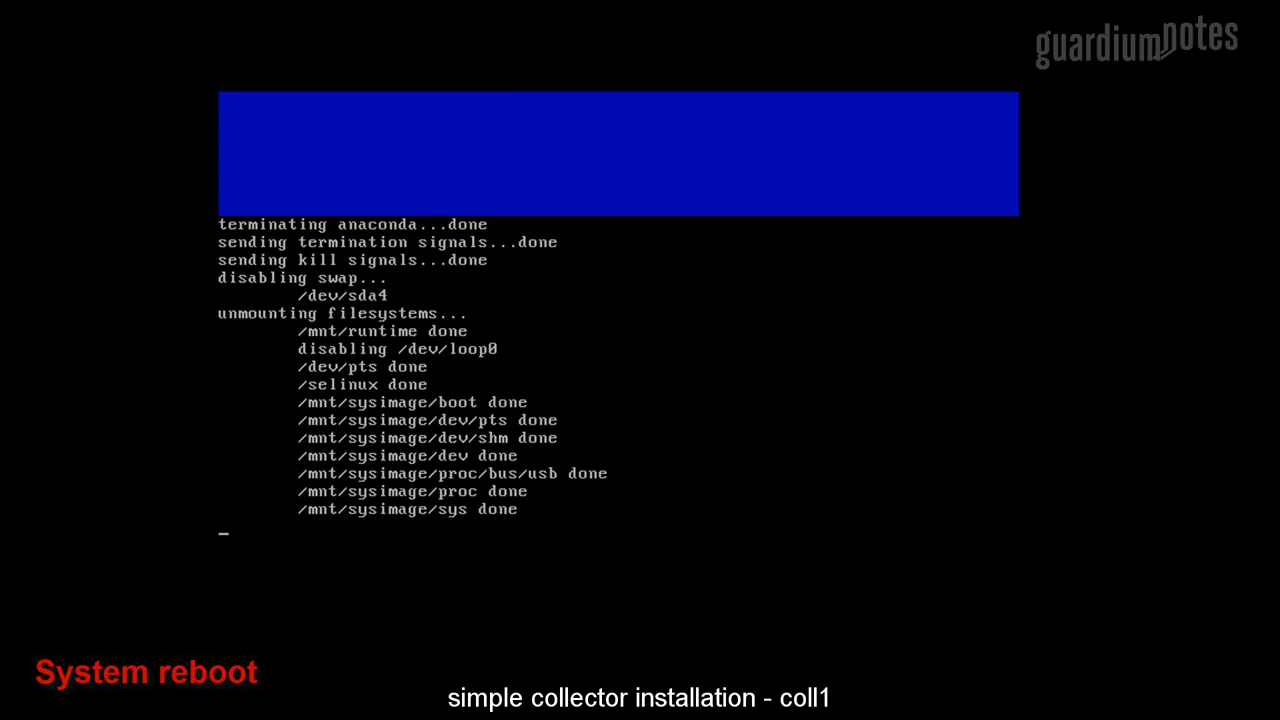 guardiumnotes
terminating anaconda...done
sending termination signals...done
sending kill signals...done
disabling swap...
/dev/sda4
unmounting filesystems...
/mnt/runtime done
disabling /dev/loop0
/dev/pts done
/selinux done
/mnt/sysimage/boot done
/mnt/sysimage/dev/pts done
/mnt/sysimage/dev/shm done
/mnt/sysimage/dev done
/mnt/sysimage/proc/bus/usb done
/mnt/sysimage/proc done
/mnt/sysimage/sys done
_
System reboot
simple collector installation - coll1